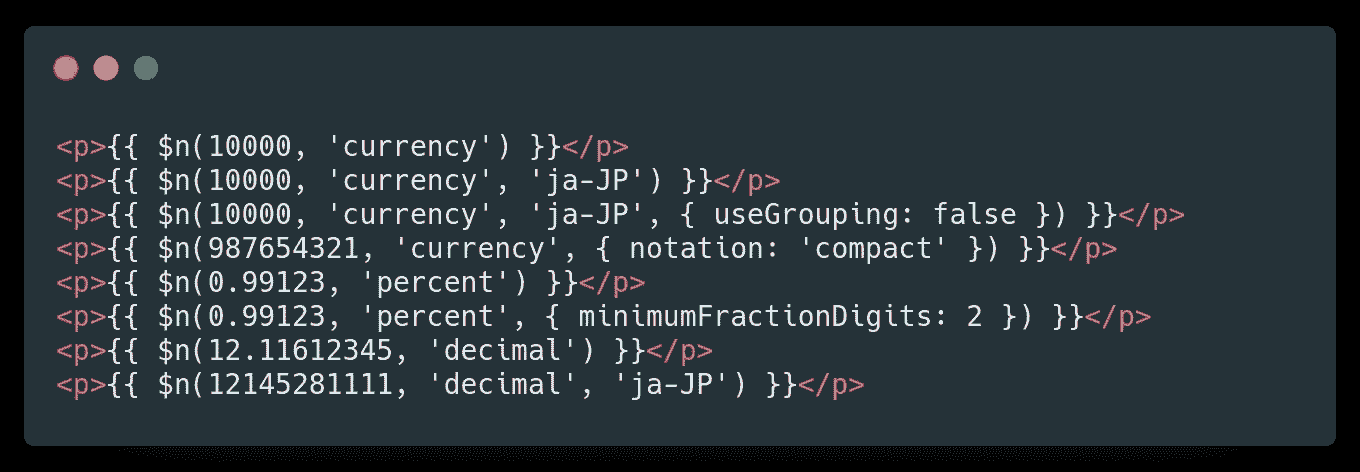 <p>{{ $n(10000, 'currency') }}</p>
<p>{{ $n(10000, 'currency', 'ja-JP') }}</p>
<p>{{ $n(10000, 'currency', 'ja-JP', { useGrouping: false }) }}</p>
<p>{{ $n(987654321, 'currency', { notation: 'compact' }) }}</p>
<p>{{ $n(0.99123, 'percent') }}</p>
<p>{{ $n(0.99123, 'percent', { minimumFractionDigits: 2 }) }}</p>
<p>{{ $n(12.11612345, 'decimal') }}</p>
<p>{{ $n(12145281111, 'decimal', 'ja-JP') }}</p>